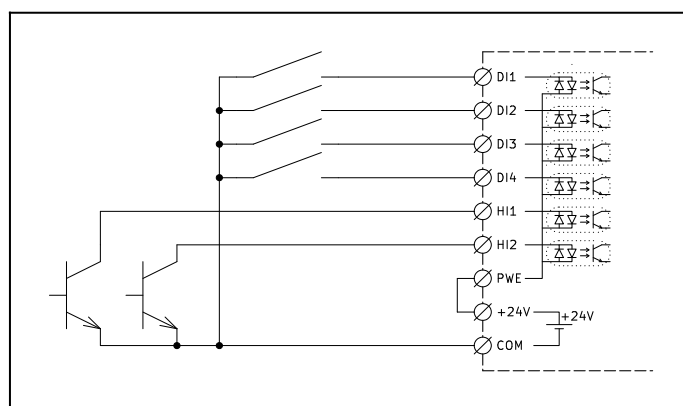 DI1
DI2
DI3
DI4
HI1
HI2
PWE
+24V
+24V
COM